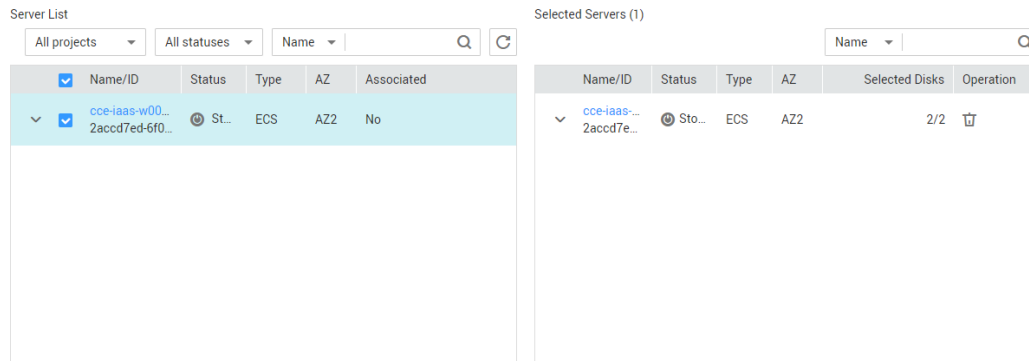 Server List
All projects
All statuses
Name
Name/ID Status Type AZ Associated
cce-iaas-w00...
2accd7ed-6f0...
St... ECS AZ2 No
Selected Servers (1)
Name
Name/ID Status Type AZ Selected Disks Operation
cce-iaas-...
2accd7e...
Sto... ECS AZ2 2/2